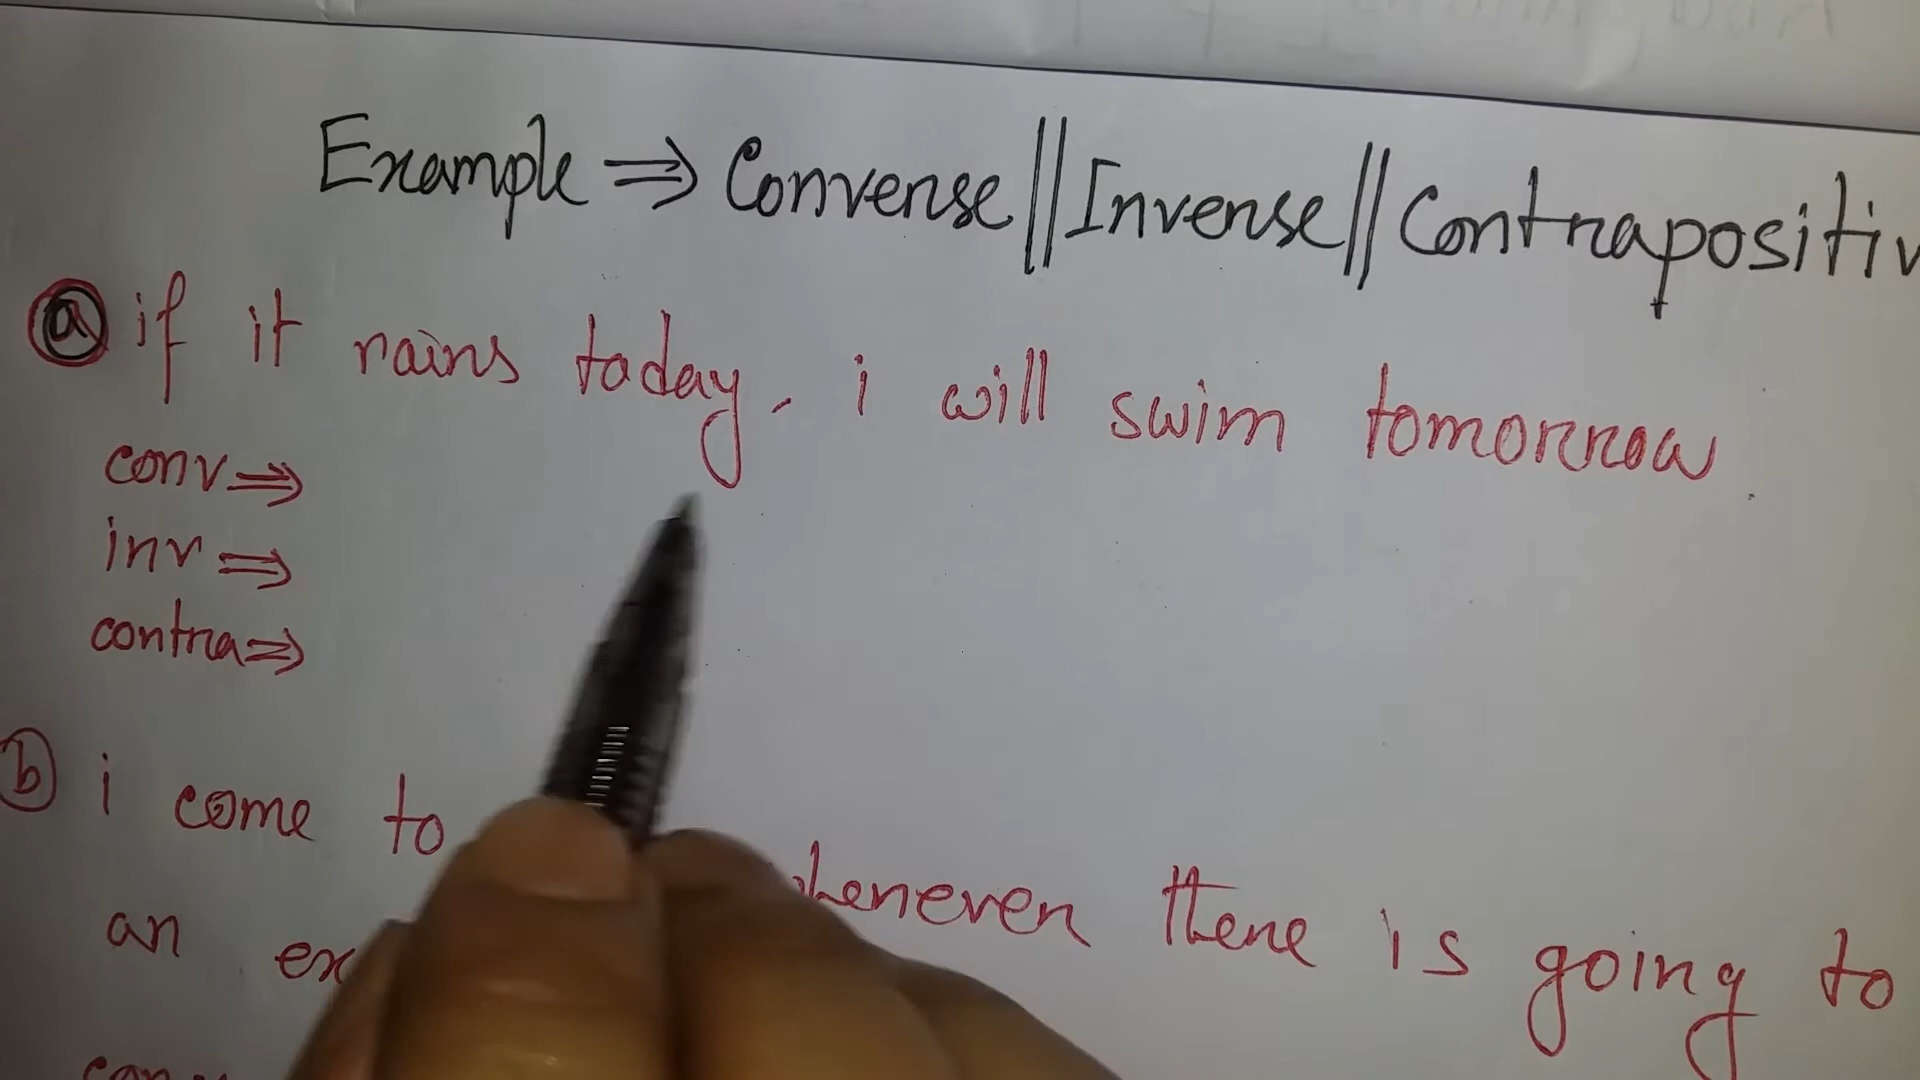 Example ⇒ Converse || Inverse || Contrapositiv
ⓐ if it rains today, i will swim tomorrow
conv ⇒
inv ⇒
contra ⇒
ⓑ i come to whenever there is going to
an